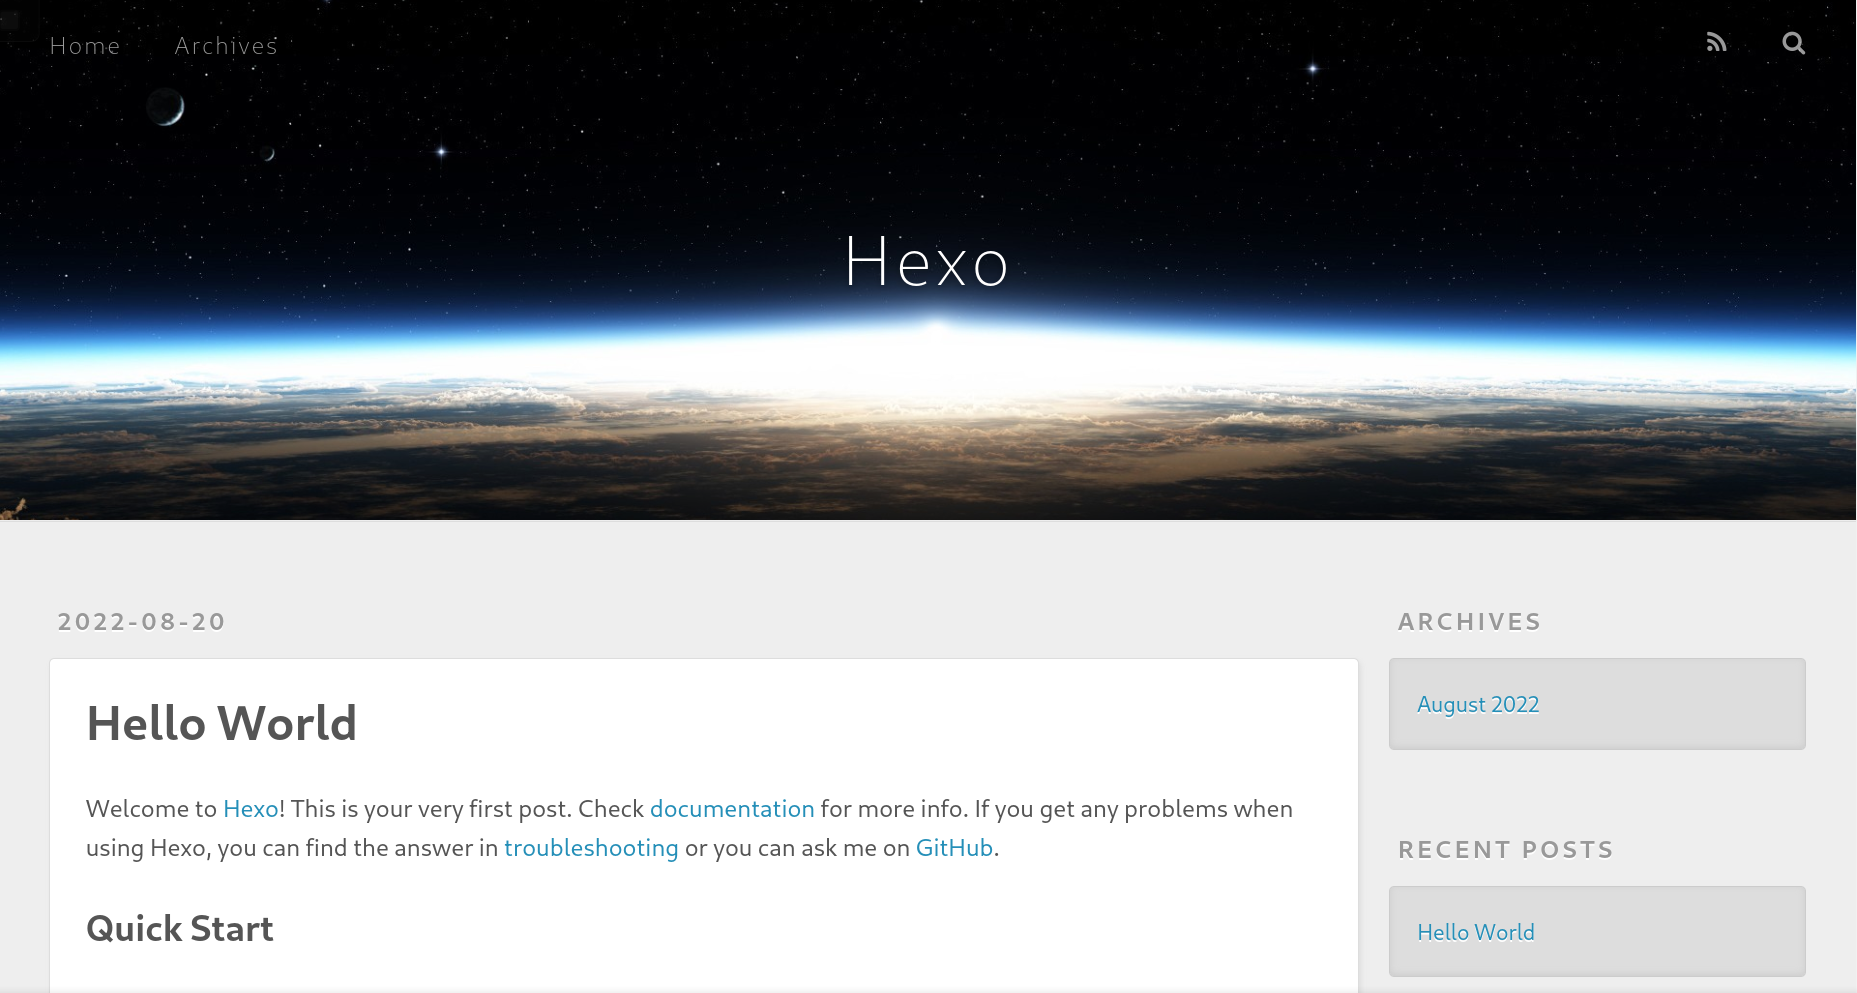 Home Archives
Hexo
2022-08-20
Hello World
Welcome to Hexo! This is your very first post. Check documentation for more info. If you get any problems when
using Hexo, you can find the answer in troubleshooting or you can ask me on GitHub.
Quick Start
ARCHIVES
August 2022
RECENT POSTS
Hello World